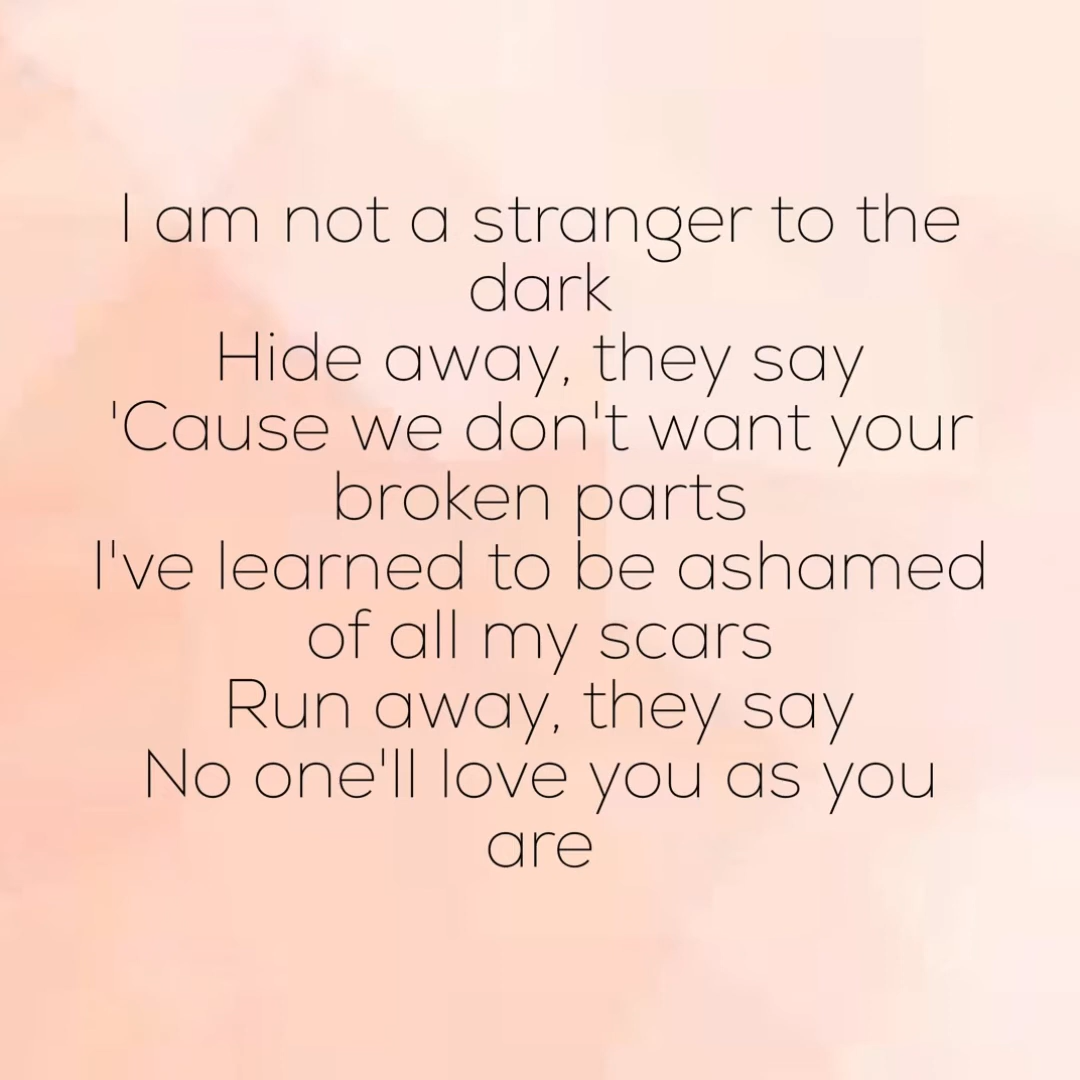 I am not a stranger to the
dark
Hide away, they say
'Cause we don't want your
broken parts
I've learned to be ashamed
of all my scars
Run away, they say
No one'll love you as you
are